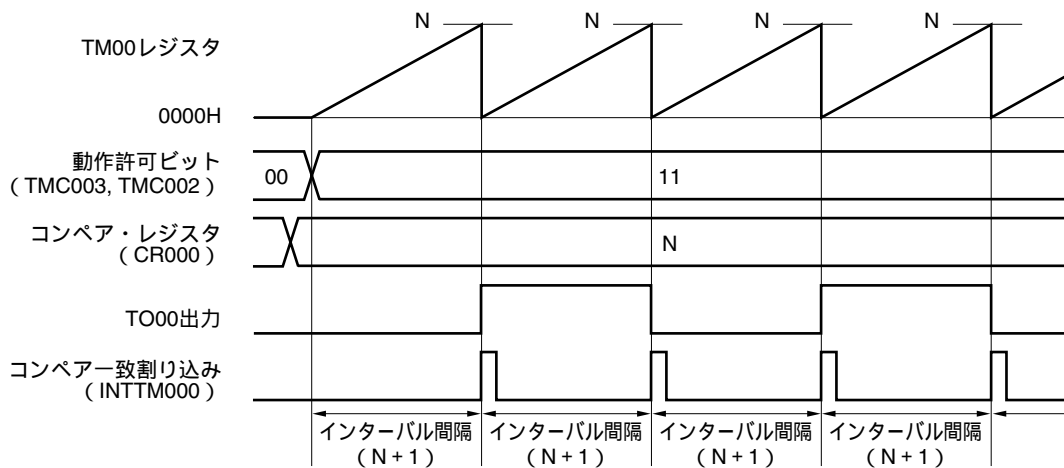 N N N N
TM00レジスタ
0000H
動作許可ビット
（TMC003, TMC002）
00 11
コンペア・レジスタ
（CR000）
N
TO00出力
コンペア一致割り込み
（INTTM000）
インターバル間隔 インターバル間隔 インターバル間隔 インターバル間隔
（N + 1） （N + 1） （N + 1） （N + 1）